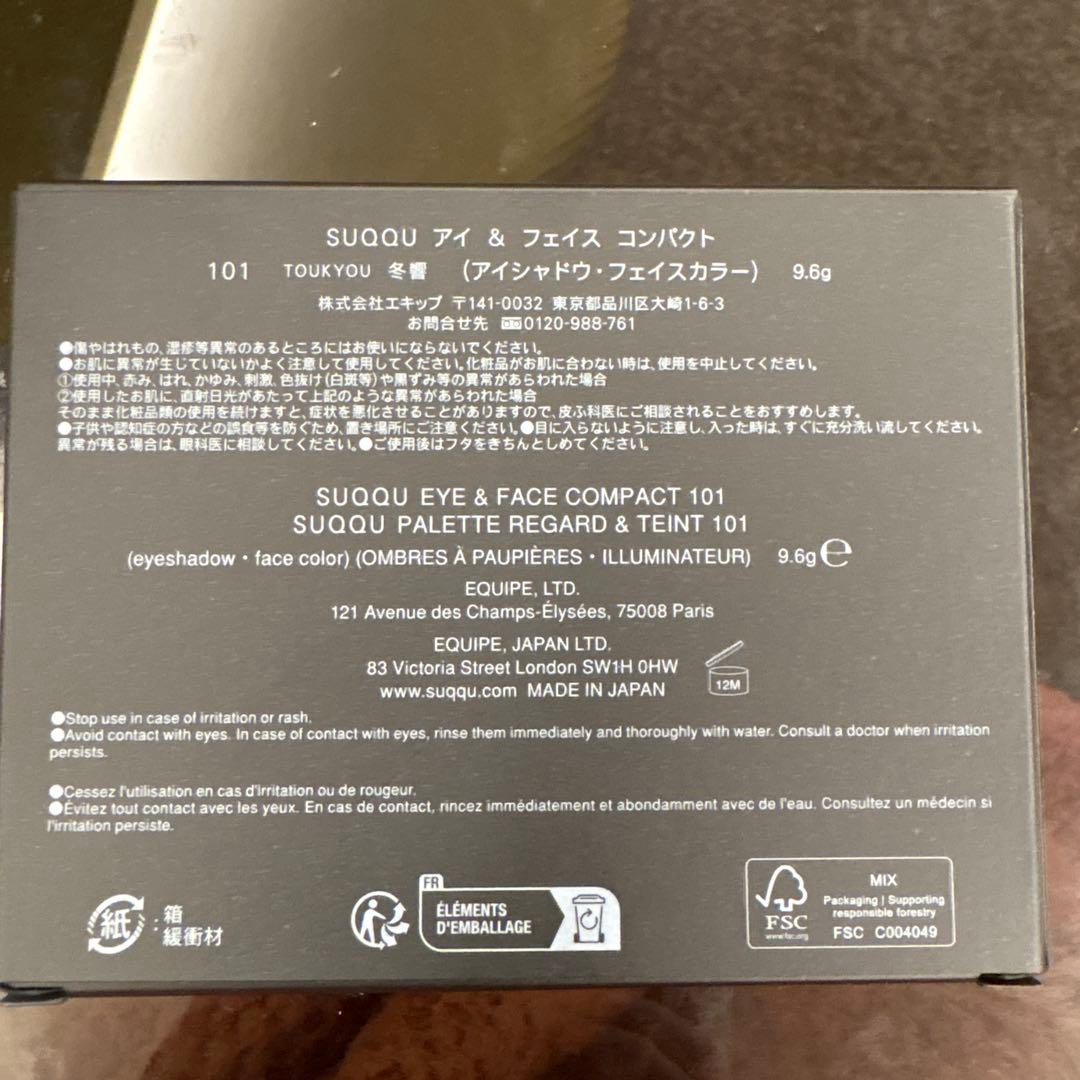 SUQQU アイ & フェイス コンパクト
101 TOUKYOU 冬響 (アイシャドウ・フェイスカラー) 9.6g
株式会社エキップ 〒141-0032 東京都品川区大崎1-6-3
お問合せ先 0120-988-761
●傷やはれもの、湿疹等異常のあるところにはお使いにならないでください。
●お肌に異常が生じていないかよく注意して使用してください。化粧品がお肌に合わない時は、使用を中止してください。
①使用中、赤み、はれ、かゆみ、刺激、色抜け(白斑等)や黒ずみ等の異常があらわれた場合
②使用したお肌に、直射日光があたって上記のような異常があらわれた場合
そのまま化粧品類の使用を続けますと、症状を悪化させることがありますので、皮ふ科医にご相談されることをおすすめします。
●子供や認知症の方などの誤食等を防ぐため、置き場所にご注意ください。●目に入らないように注意し、入った時は、すぐに充分洗い流してください。
異常が残る場合は、眼科医に相談してください。●ご使用後はフタをきちんとしめてください。
SUQQU EYE & FACE COMPACT 101
SUQQU PALETTE REGARD & TEINT 101
(eyeshadow・face color) (OMBRES À PAUPIÈRES・ILLUMINATEUR) 9.6g ℮
EQUIPE, LTD.
121 Avenue des Champs-Élysées, 75008 Paris
EQUIPE, JAPAN LTD.
83 Victoria Street London SW1H 0HW
www.suqqu.com MADE IN JAPAN
12M
●Stop use in case of irritation or rash.
●Avoid contact with eyes. In case of contact with eyes, rinse them immediately and thoroughly with water. Consult a doctor when irritation
persists.
●Cessez l'utilisation en cas d'irritation ou de rougeur.
●Évitez tout contact avec les yeux. En cas de contact, rincez immédiatement et abondamment avec de l'eau. Consultez un médecin si
l'irritation persiste.
紙 : 箱
緩衝材
FR
ÉLÉMENTS
D'EMBALLAGE
FSC
www.fsc.org
MIX
Packaging | Supporting
responsible forestry
FSC C004049